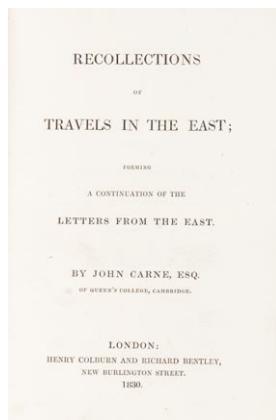 RECOLLECTIONS
OF
TRAVELS IN THE EAST;
FORMING
A CONTINUATION OF THE
LETTERS FROM THE EAST.
BY JOHN CARNE, ESQ.
OF QUEEN'S COLLEGE, CAMBRIDGE.
LONDON:
HENRY COLBURN AND RICHARD BENTLEY,
NEW BURLINGTON STREET.
1830.